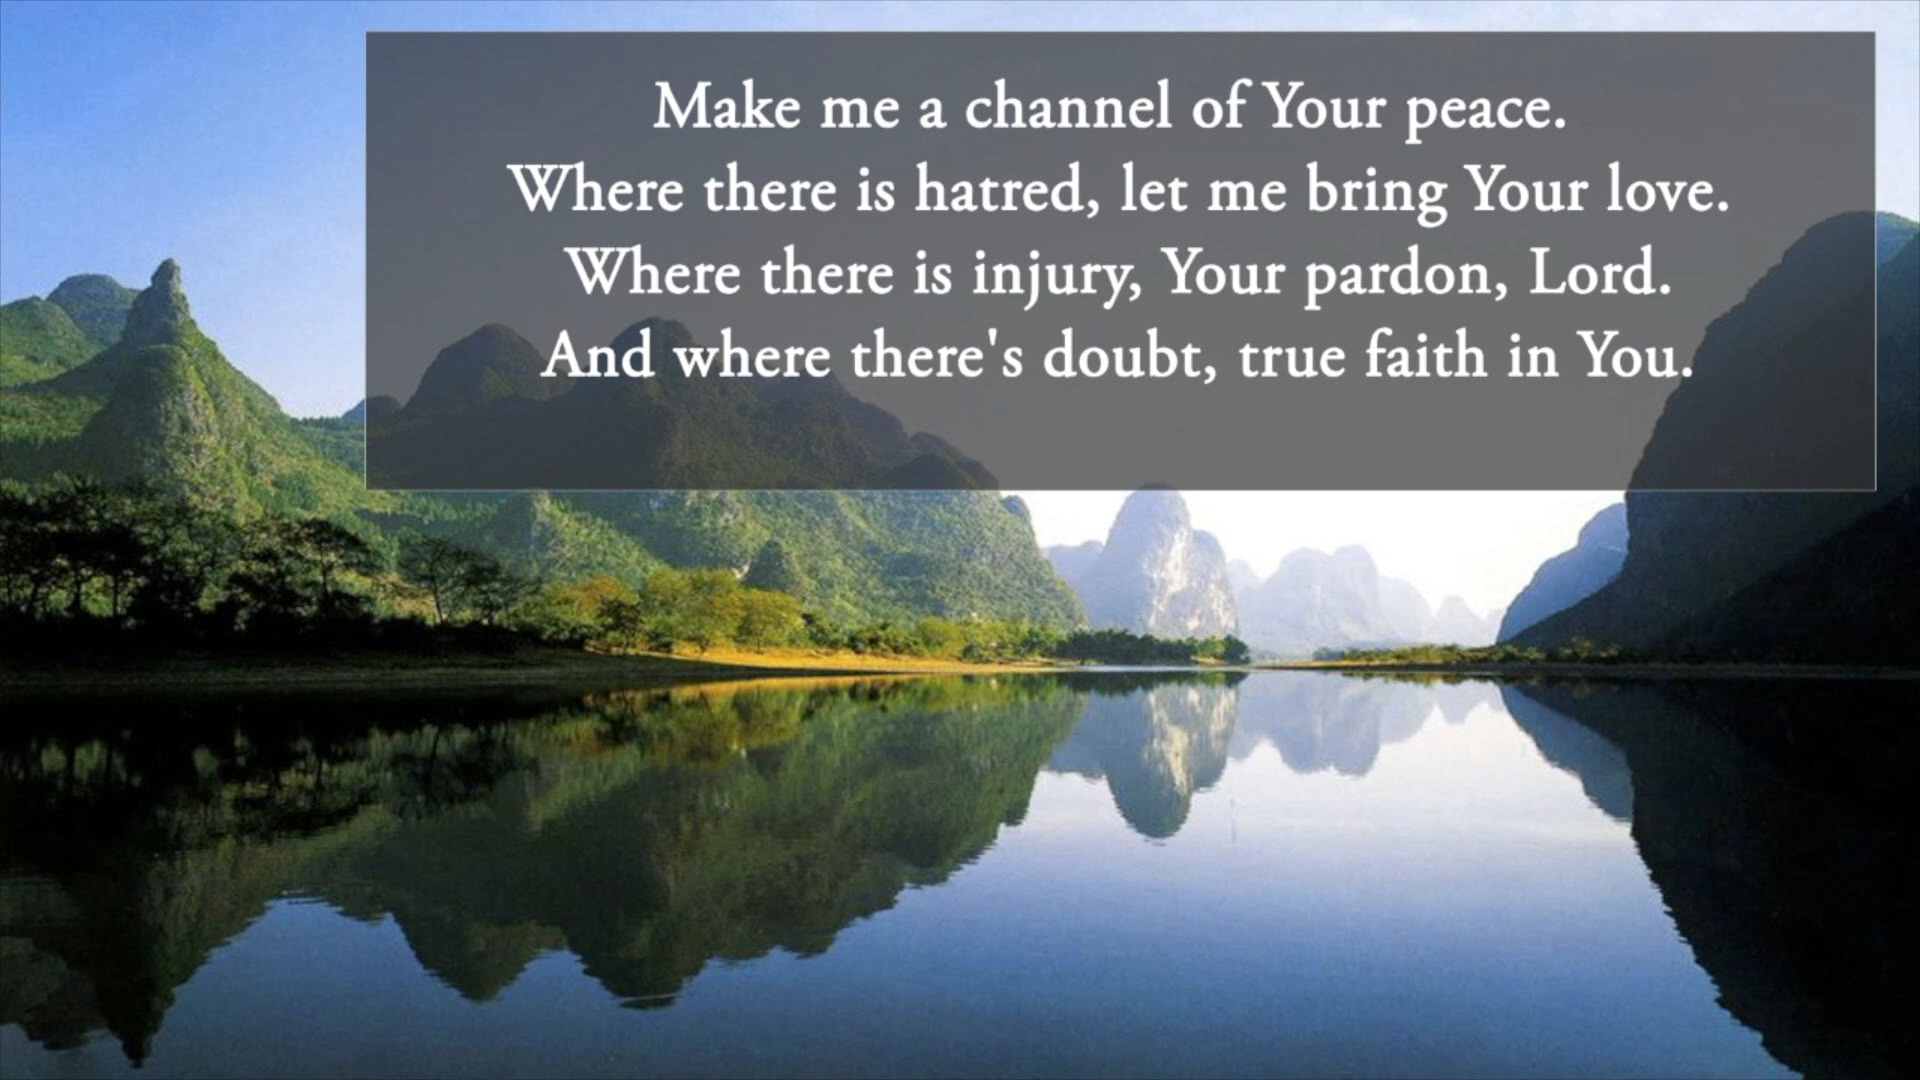 Make me a channel of Your peace.
Where there is hatred, let me bring Your love.
Where there is injury, Your pardon, Lord.
And where there's doubt, true faith in You.